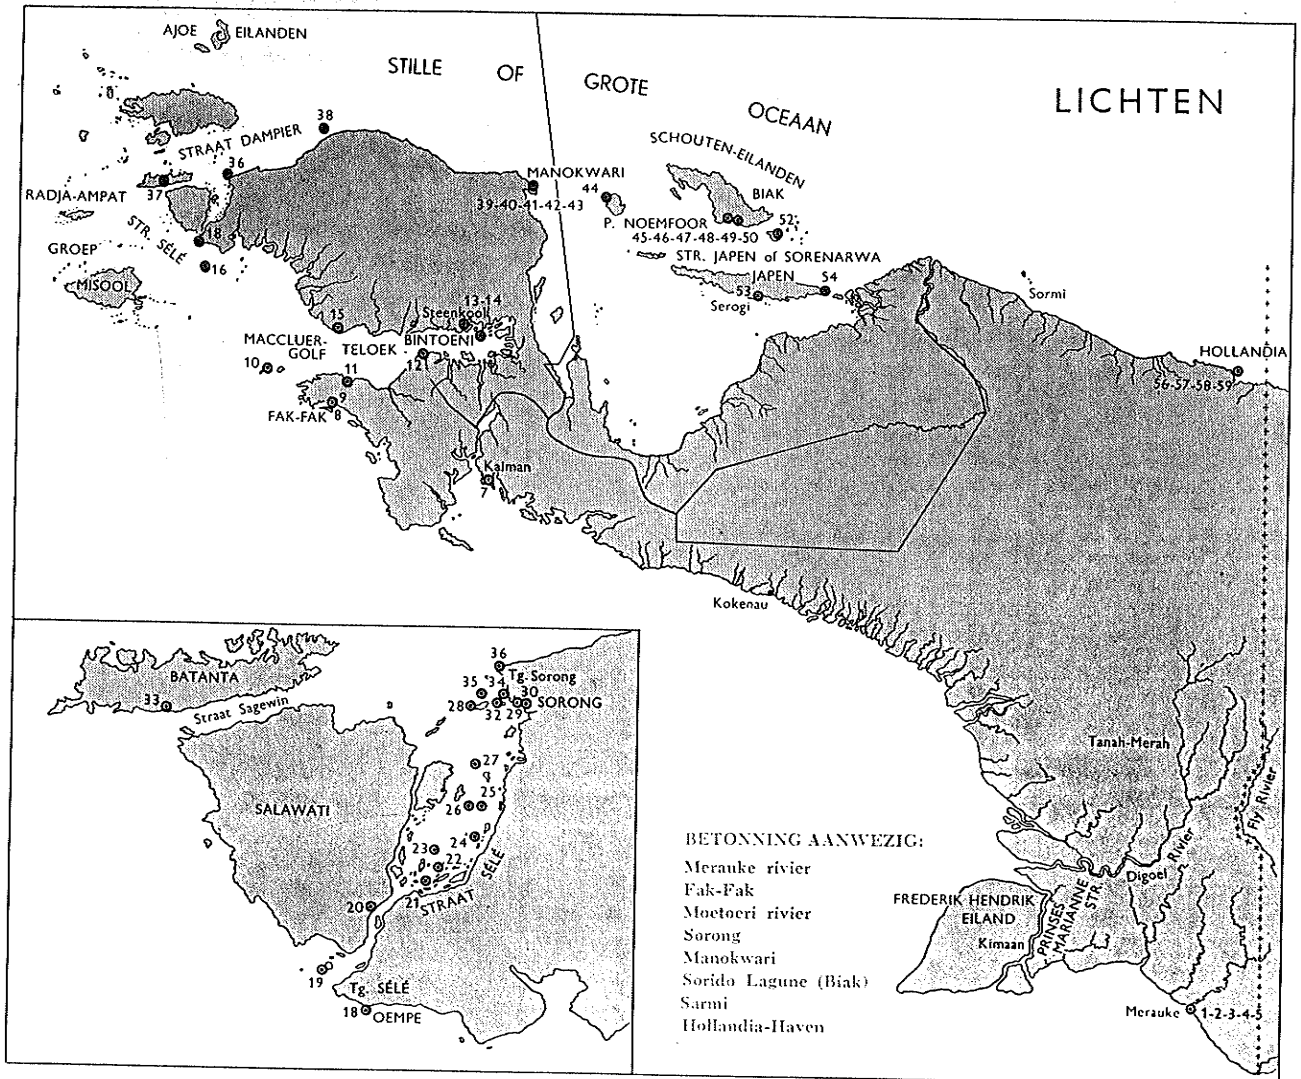 AJOE EILANDEN
STILLE OF GROTE OCEAAN
LICHTEN
38
STRAAT DAMPIER
36
37
RADJA-AMPAT
GROEP
STR. SÉLÉ
18
16
MISOOL
MANOKWARI
39-40-41-42-43
44
P. NOEMFOOR
SCHOUTEN-EILANDEN
BIAK
45-46-47-48-49-50
52
STR. JAPEN of SORENARWA
JAPEN
53
54
Serogi
Sormi
HOLLANDIA
56-57-58-59
13-14
Steenkool
15
MACCLUER-
GOLF
TELOEK BINTOENI
10
11
12
9
FAK-FAK 8
Kaiman
7
Kokenau
Tanah-Merah
Fly Rivier
Digoel Rivier
FREDERIK HENDRIK
EILAND
Kimaan
PRINSES
MARIANNE
STR.
Merauke
1-2-3-4-5
BATANTA
33
Straat Sagewin
SALAWATI
36
Tg. Sorong
35 34
30
28
32 29
SORONG
27
25
26
24
23
22
21
STRAAT SÉLÉ
20
19
Tg. SÉLÉ
18
OEMPE
BETONNING AANWEZIG:
Merauke rivier
Fak-Fak
Moetoeri rivier
Sorong
Manokwari
Sorido Lagune (Biak)
Sarmi
Hollandia-Haven